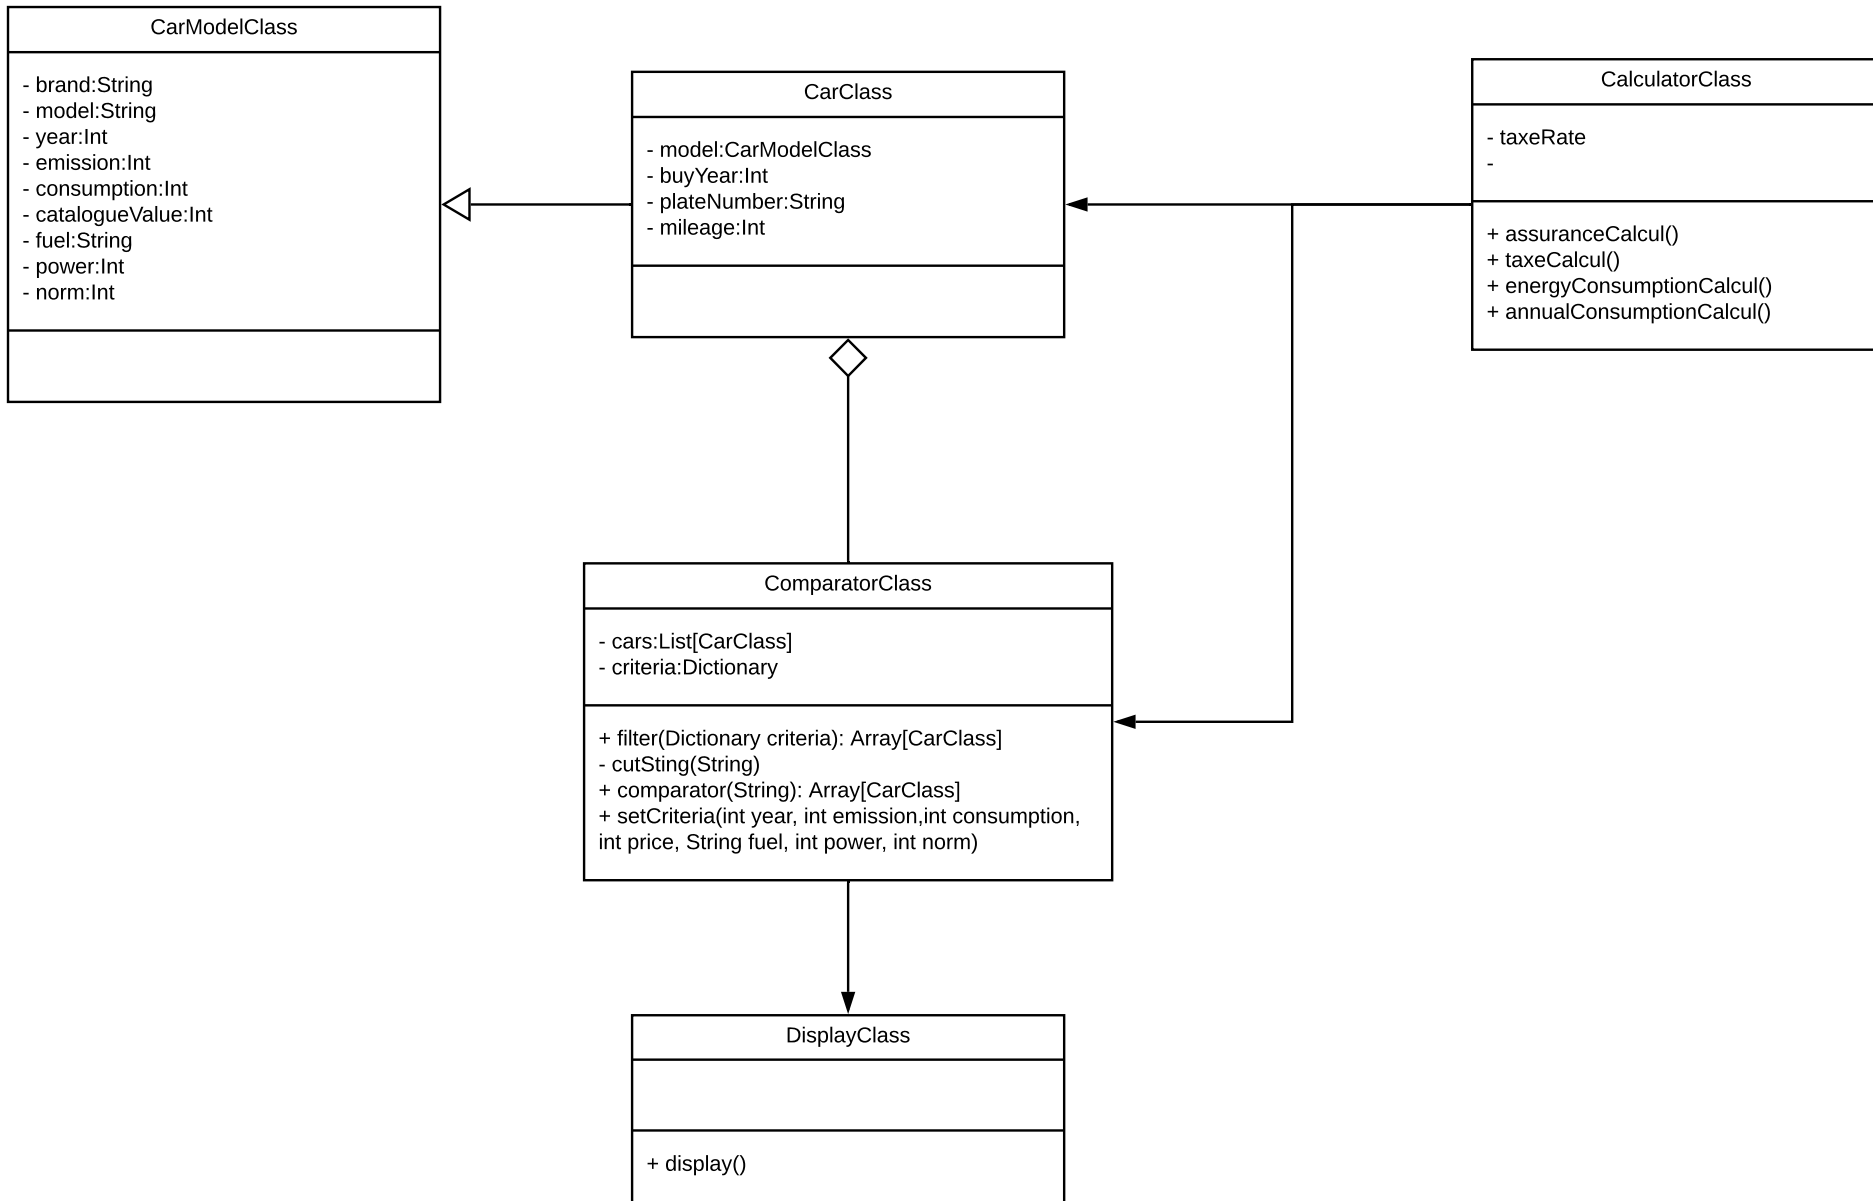 CarModelClass
- brand:String
- model:String
- year:Int
- emission:Int
- consumption:Int
- catalogueValue:Int
- fuel:String
- power:Int
- norm:Int
CarClass
- model:CarModelClass
- buyYear:Int
- plateNumber:String
- mileage:Int
CalculatorClass
- taxeRate
-
+ assuranceCalcul()
+ taxeCalcul()
+ energyConsumptionCalcul()
+ annualConsumptionCalcul()
ComparatorClass
- cars:List[CarClass]
- criteria:Dictionary
+ filter(Dictionary criteria): Array[CarClass]
- cutSting(String)
+ comparator(String): Array[CarClass]
+ setCriteria(int year, int emission,int consumption,
int price, String fuel, int power, int norm)
DisplayClass
+ display()